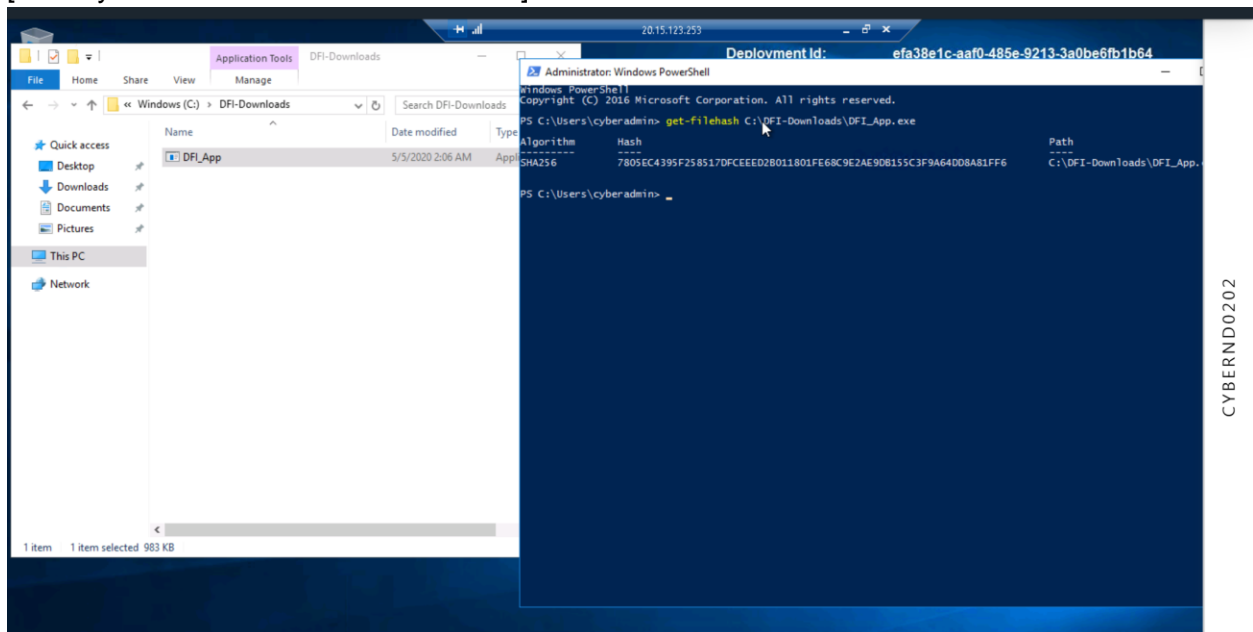 20.15.123.253
Deployment Id: efa38e1c-aaf0-485e-9213-3a0be6fb1b64
Application Tools DFI-Downloads
File Home Share View Manage
« Windows (C:) > DFI-Downloads
Search DFI-Downloads
Name Date modified Type
Quick access
Desktop
Downloads
Documents
Pictures
This PC
Network
DFI_App 5/5/2020 2:06 AM Appl
1 item 1 item selected 983 KB
Administrator: Windows PowerShell
Windows PowerShell
Copyright (C) 2016 Microsoft Corporation. All rights reserved.
PS C:\Users\cyberadmin> get-filehash C:\DFI-Downloads\DFI_App.exe
Algorithm Hash Path
--------- ---- ----
SHA256 7805EC4395F258517DFCEEED2B011801FE68C9E2AE9DB155C3F9A64DD8A81FF6 C:\DFI-Downloads\DFI_App.
PS C:\Users\cyberadmin> _
CYBERND0202